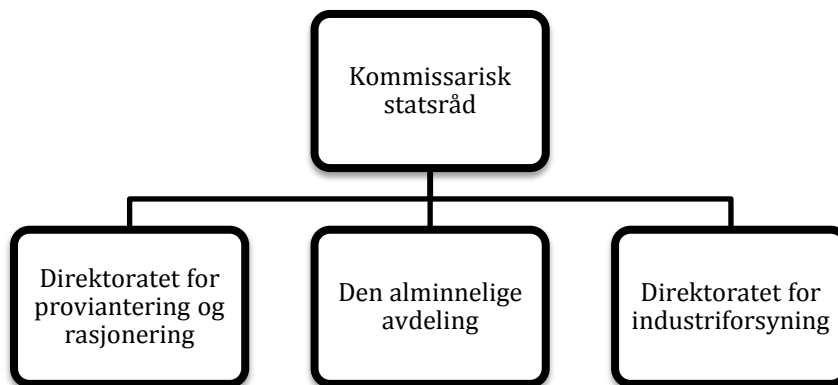 Kommissarisk
statsråd
Direktoratet for
proviantering og
rasjonering
Den alminnelige
avdeling
Direktoratet for
industriforsyning